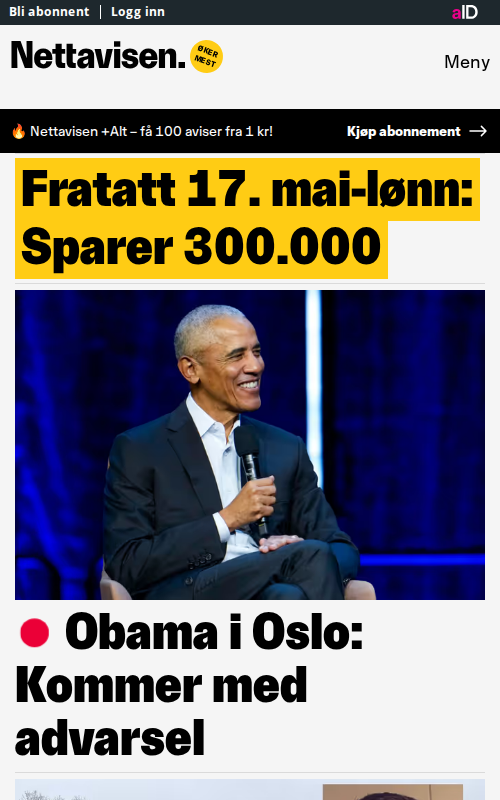 Bli abonnent | Logg inn
aID
Nettavisen.
ØKER
MEST
Meny
🔥 Nettavisen +Alt – få 100 aviser fra 1 kr!
Kjøp abonnement →
Fratatt 17. mai-lønn:
Sparer 300.000
Obama i Oslo:
Kommer med
advarsel